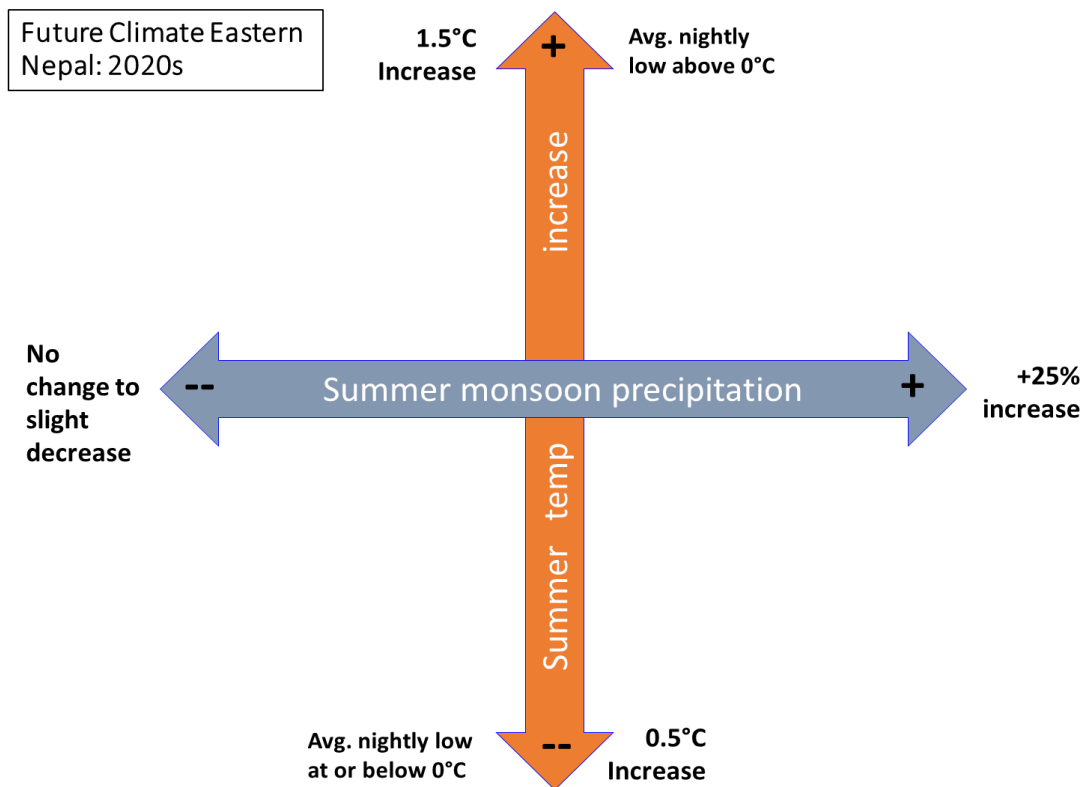 Future Climate Eastern
Nepal: 2020s
1.5°C
Increase
+
Avg. nightly
low above 0°C
increase
No
change to
slight
decrease
--
Summer monsoon precipitation
+
+25%
increase
Summer temp
Avg. nightly low
at or below 0°C
--
0.5°C
Increase